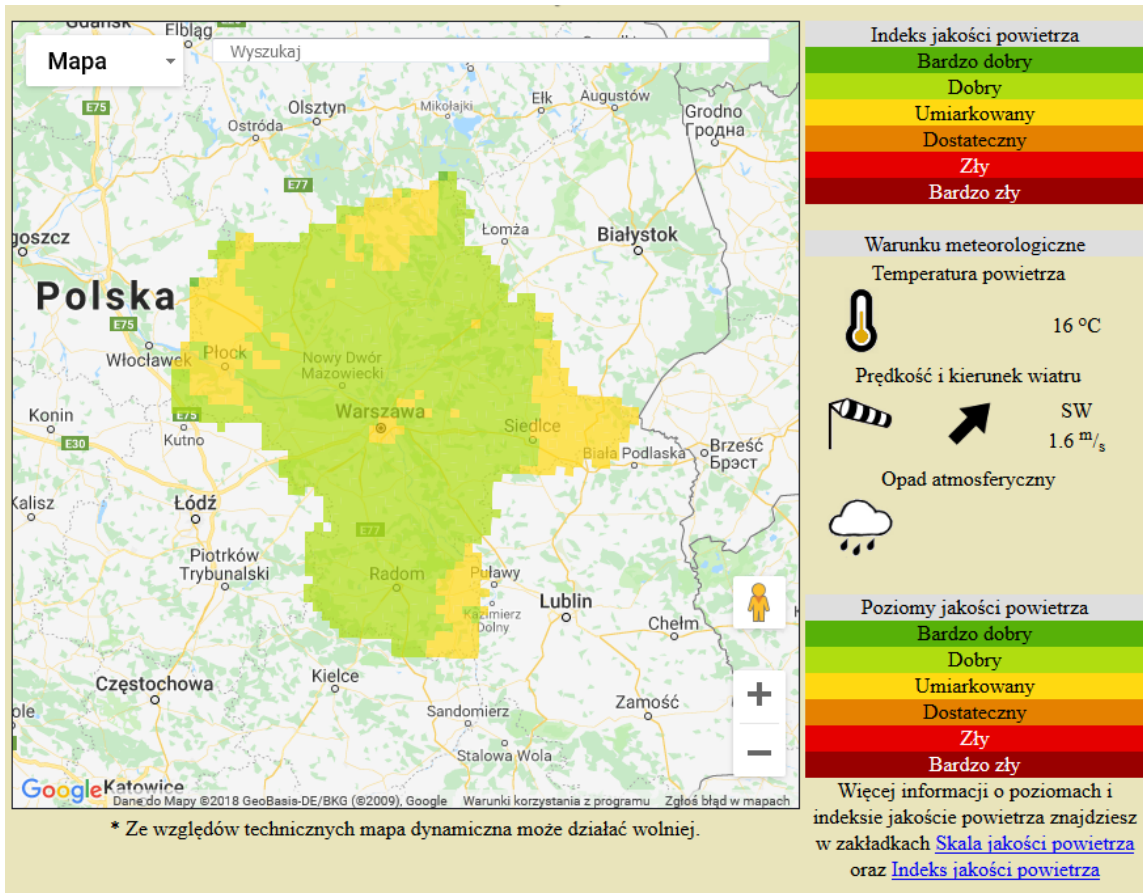 Gdańsk
Elbląg
Mapa
Wyszukaj
E75
Olsztyn
Mikołajki
Ełk
Augustów
Grodno
Гродна
Ostróda
E77
Łomża
Białystok
goszcz
Polska
E75
Włocławek
Płock
Nowy Dwór
Mazowiecki
Konin
E75
Warszawa
E30
Kutno
Siedlce
Biała Podlaska
Brześć
Брэст
Kalisz
Łódź
E77
Piotrków
Trybunalski
Radom
Puławy
Kazimierz
Dolny
Lublin
Chełm
Kielce
Częstochowa
ole
Sandomierz
Zamość
Stalowa Wola
+
−
Google
Katowice
Dane do Mapy ©2018 GeoBasis-DE/BKG (©2009), Google
Warunki korzystania z programu
Zgłoś błąd w mapach
* Ze względów technicznych mapa dynamiczna może działać wolniej.
Indeks jakości powietrza
Bardzo dobry
Dobry
Umiarkowany
Dostateczny
Zły
Bardzo zły
Warunku meteorologiczne
Temperatura powietrza
16 °C
Prędkość i kierunek wiatru
SW
1.6 m/s
Opad atmosferyczny
Poziomy jakości powietrza
Bardzo dobry
Dobry
Umiarkowany
Dostateczny
Zły
Bardzo zły
Więcej informacji o poziomach i
indeksie jakoście powietrza znajdziesz
w zakładkach Skala jakości powietrza
oraz Indeks jakości powietrza